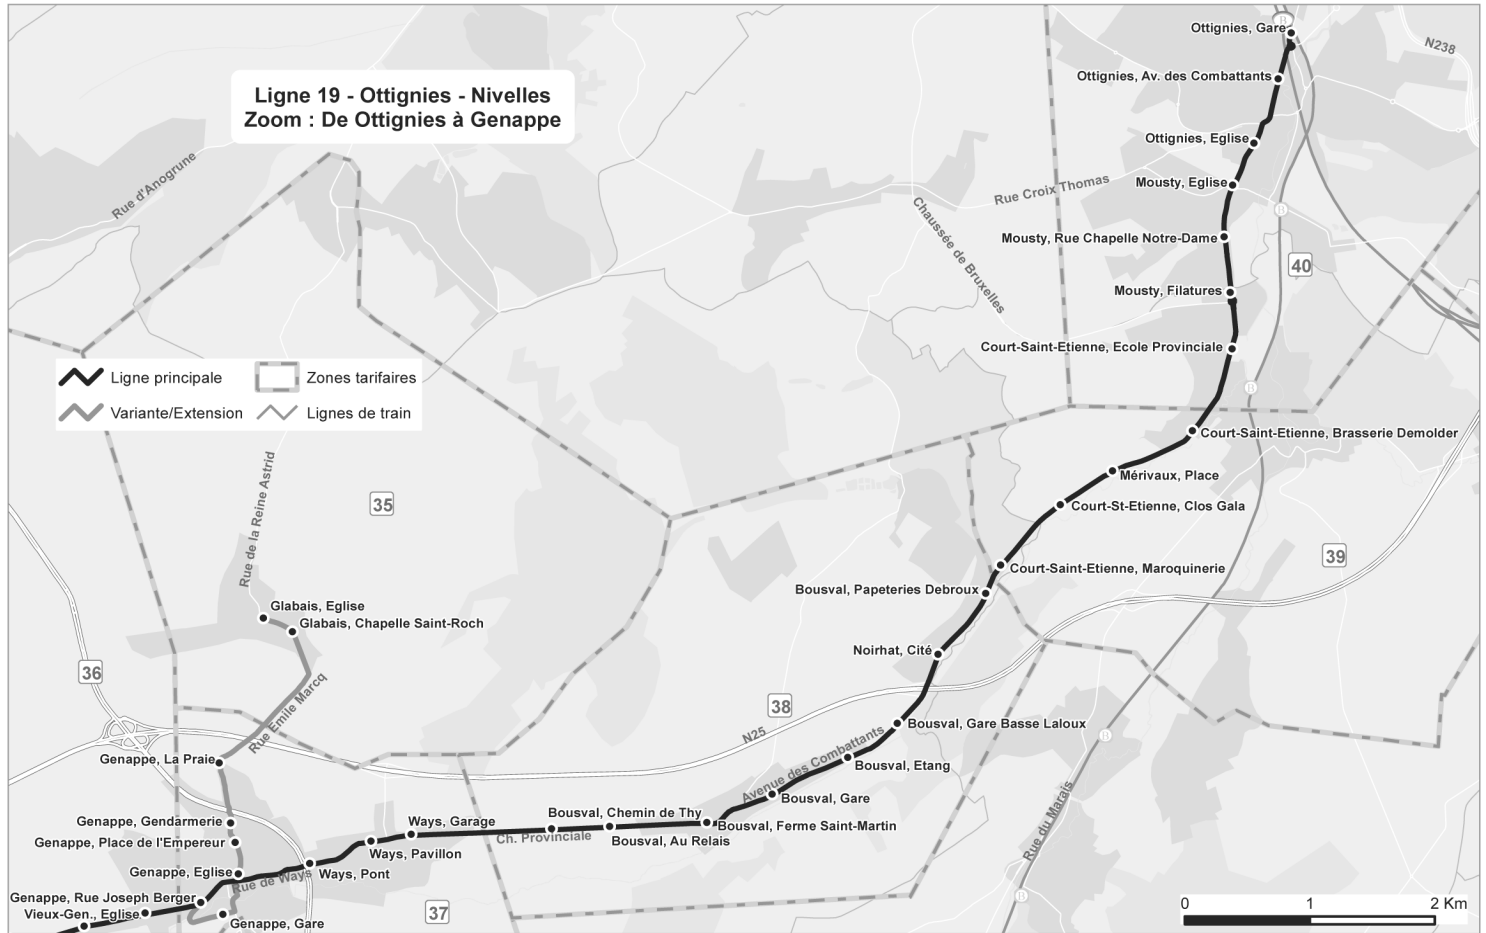 Ligne 19 - Ottignies - Nivelles
Zoom : De Ottignies à Genappe
Ottignies, Gare
B
N238
Ottignies, Av. des Combattants
Ottignies, Eglise
Rue d'Anogrune
Mousty, Eglise
Rue Croix Thomas
B
Chaussée de Bruxelles
Mousty, Rue Chapelle Notre-Dame
40
Mousty, Filatures
Court-Saint-Etienne, Ecole Provinciale
Ligne principale
Zones tarifaires
Variante/Extension
Lignes de train
B
Court-Saint-Etienne, Brasserie Demolder
Mérivaux, Place
Rue de la Reine Astrid
35
Court-St-Etienne, Clos Gala
39
Court-Saint-Etienne, Maroquinerie
Bousval, Papeteries Debroux
Glabais, Eglise
Glabais, Chapelle Saint-Roch
Noirhat, Cité
36
Rue Emile Marcq
38
Bousval, Gare Basse Laloux
N25
B
Avenue des Combattants
Genappe, La Praie
Bousval, Etang
Bousval, Gare
Rue du Marais
Bousval, Chemin de Thy
Genappe, Gendarmerie
Ways, Garage
Bousval, Ferme Saint-Martin
Ch. Provinciale
Genappe, Place de l'Empereur
Bousval, Au Relais
Ways, Pavillon
Genappe, Eglise
Rue de Ways
Ways, Pont
Genappe, Rue Joseph Berger
B
Vieux-Gen., Eglise
37
Genappe, Gare
0 1 2 Km